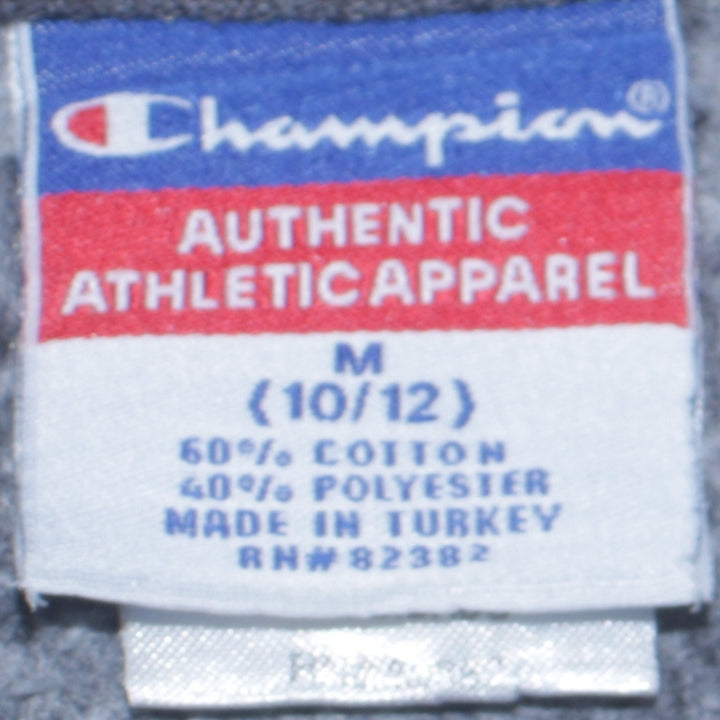 Champion®
AUTHENTIC
ATHLETIC APPAREL
M
(10/12)
60% COTTON
40% POLYESTER
MADE IN TURKEY
RN#82382